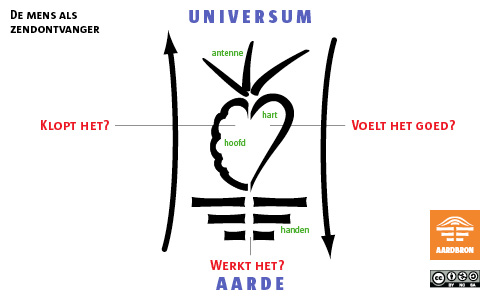 De mens als
zendontvanger
UNIVERSUM
antenne
Klopt het?
hart
Voelt het goed?
hoofd
handen
Werkt het?
AARDE
AARDBRON
cc
BY NC SA